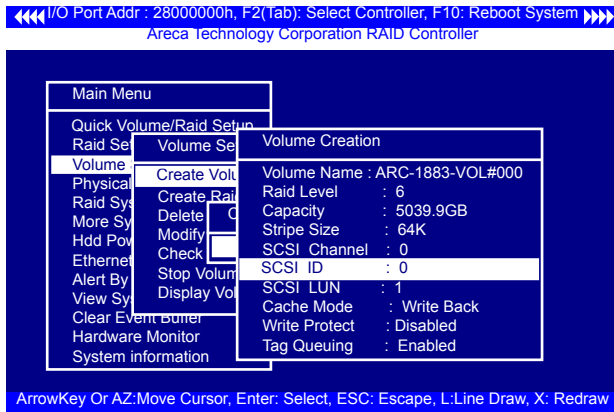 I/O Port Addr : 28000000h, F2(Tab): Select Controller, F10: Reboot System
Areca Technology Corporation RAID Controller
Main Menu
Quick Volume/Raid Setup
Raid Set
Volume
Physical
Raid Sys
More Sy
Hdd Pow
Ethernet
Alert By
View Sy
Clear Event Buffer
Hardware Monitor
System information
Volume Se
Create Volu
Create Raid
Delete
Modify
Check
Stop Volum
Display Vol
C
Volume Creation
Volume Name : ARC-1883-VOL#000
Raid Level : 6
Capacity : 5039.9GB
Stripe Size : 64K
SCSI Channel : 0
SCSI ID : 0
SCSI LUN : 1
Cache Mode : Write Back
Write Protect : Disabled
Tag Queuing : Enabled
ArrowKey Or AZ:Move Cursor, Enter: Select, ESC: Escape, L:Line Draw, X: Redraw